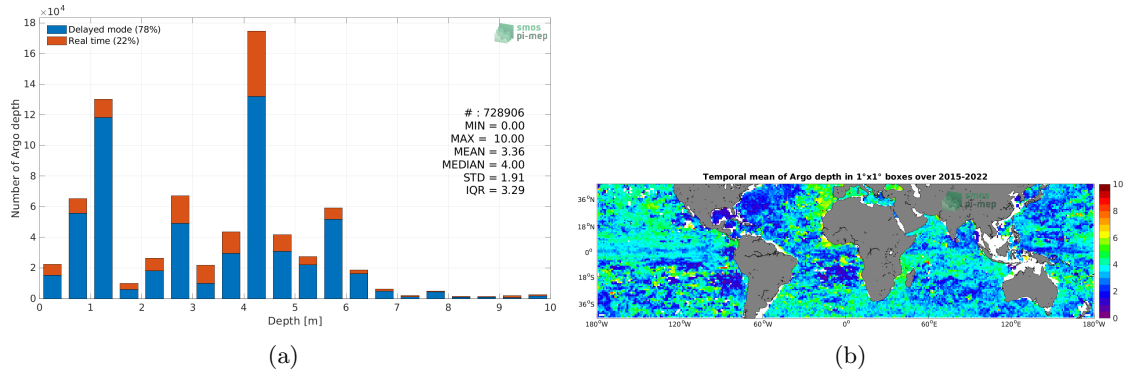 ×10⁴
18
16
14
12
10
8
6
4
2
0
Number of Argo depth
Delayed mode (78%)
Real time (22%)
smos
pi-mep
# : 728906
MIN = 0.00
MAX = 10.00
MEAN = 3.36
MEDIAN = 4.00
STD = 1.91
IQR = 3.29
0 1 2 3 4 5 6 7 8 9 10
Depth [m]
(a)
Temporal mean of Argo depth in 1°x1° boxes over 2015-2022
smos
pi-mep
36°N
18°N
0°
18°S
36°S
180°W 120°W 60°W 0° 60°E 120°E 180°W
10
8
6
4
2
0
(b)